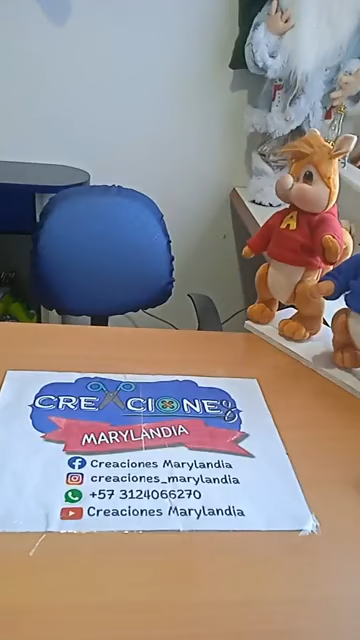 A
CREACIONES
MARYLANDIA
Creaciones Marylandia
creaciones_marylandia
+57 3124066270
Creaciones Marylandia